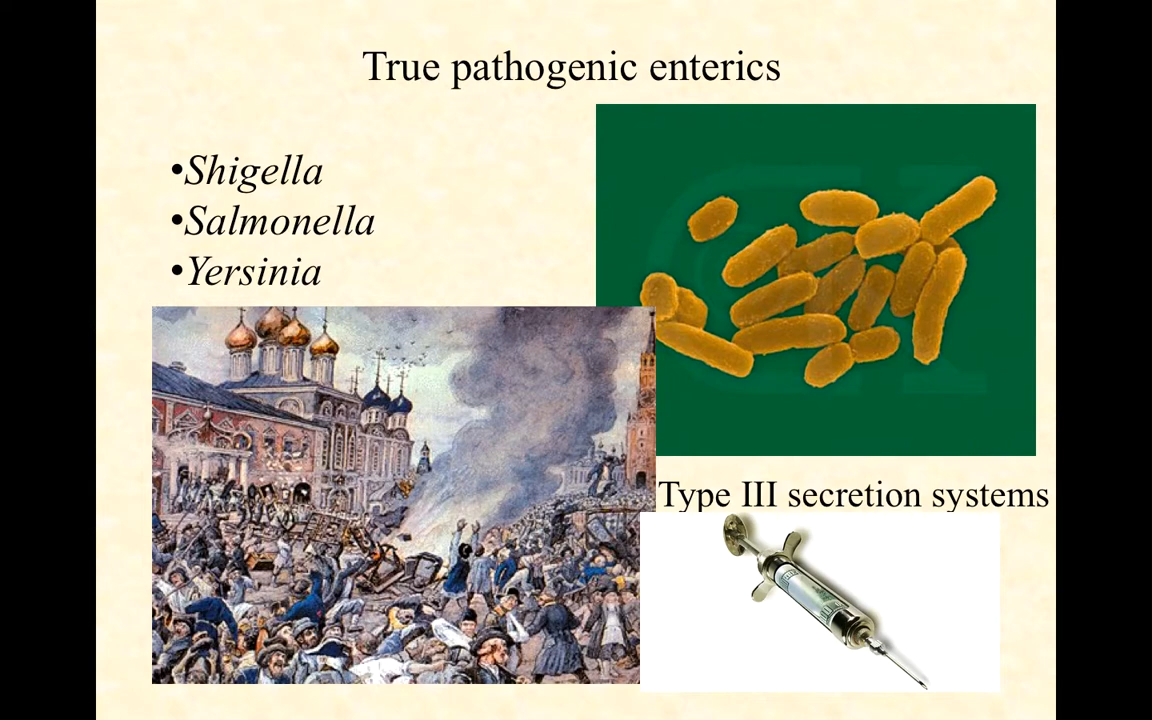 True pathogenic enterics
•Shigella
•Salmonella
•Yersinia
Type III secretion systems